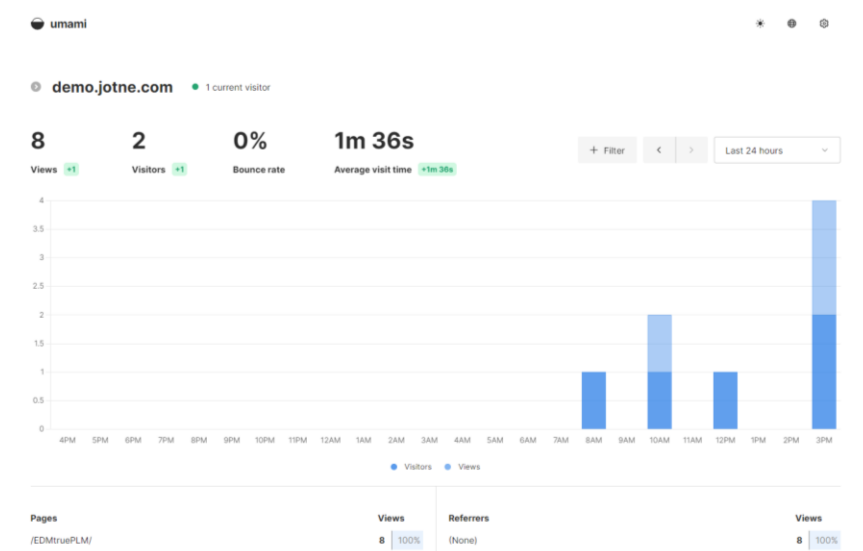 umami
demo.jotne.com 1 current visitor
8 2 0% 1m 36s
Views +1 Visitors +1 Bounce rate Average visit time +1m 36s
+ Filter < > Last 24 hours
4
3.5
3
2.5
2
1.5
1
0.5
0
4PM 5PM 6PM 7PM 8PM 9PM 10PM 11PM 12AM 1AM 2AM 3AM 4AM 5AM 6AM 7AM 8AM 9AM 10AM 11AM 12PM 1PM 2PM 3PM
Visitors Views
Pages Views Referrers Views
/EDMtruePLM/ 8 100% (None) 8 100%